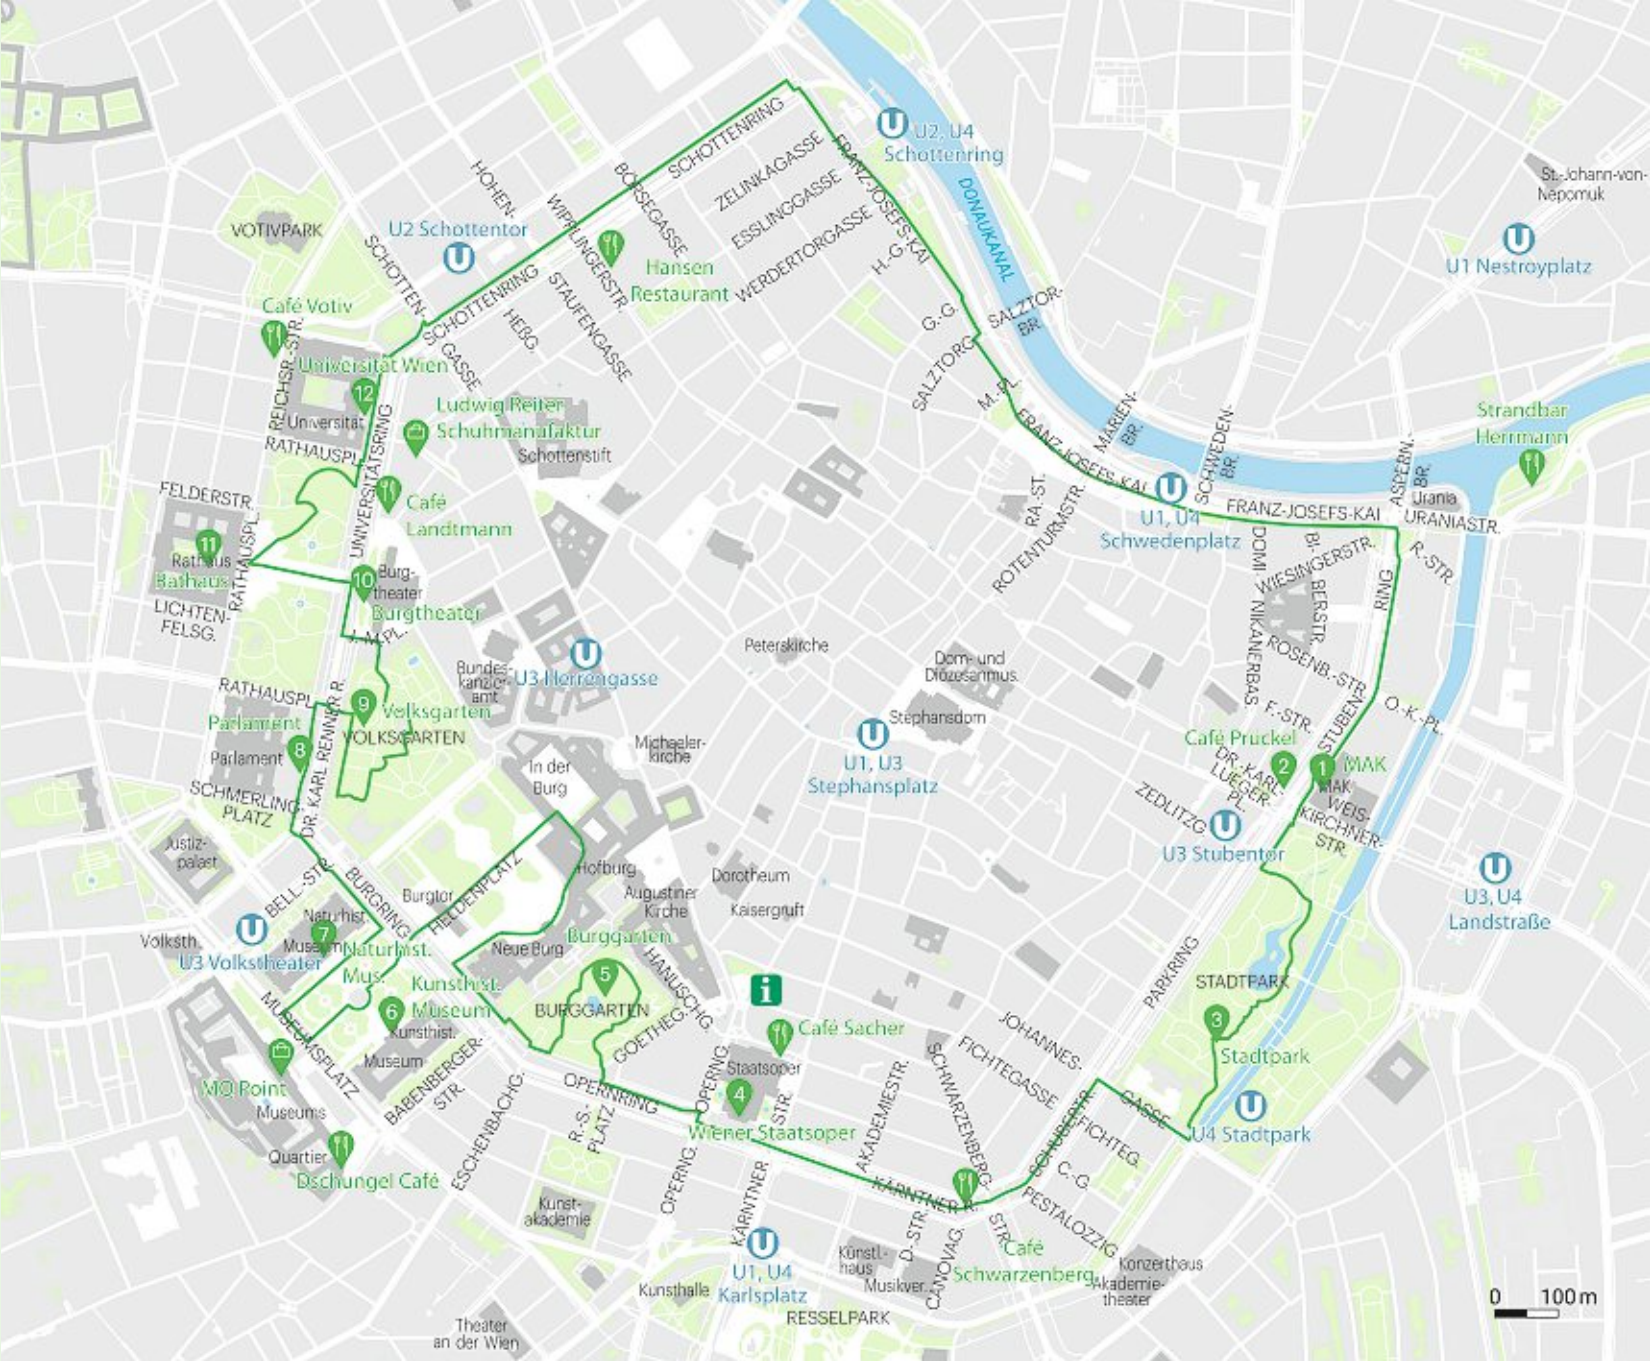 SCHOTTENRING
ZELINKAGASSE
ESSLINGGASSE
WERDERTORGASSE
H.-G.
FRANZ-JOSEFS-KAI
U2, U4
Schottenring
DONAUKANAL
St.-Johann-von-
Nepomuk
U1 Nestroyplatz
HOHEN-
WIPPLINGERSTR.
BÖRSEGASSE
VOTIVPARK
U2 Schottentor
SCHOTTEN-
GASSE
SCHOTTENRING
Hansen
Restaurant
HEßG.
STAUFENGASSE
G.-G.
SALZTOR-
BR.
SALZTORG.
M.-PL.
Café Votiv
REICHSR.-STR.
Universität Wien
12
Universität
Ludwig Reiter
Schuhmanufaktur
Schottenstift
RATHAUSPL.
UNIVERSITÄTSRING
Café
Landtmann
FELDERSTR.
11
Rathaus
Rathaus
RATHAUSPL.
LICHTEN-
FELSG.
10
Burg-
theater
Burgtheater
J.-M.-PL.
FRANZ-JOSEFS-KAI
MARIEN-
BR.
SCHWEDEN-
BR.
ASPERN-
BR.
Strandbar
Herrmann
Urania
URANIASTR.
FRANZ-JOSEFS-KAI
U1, U4
Schwedenplatz
RA.-ST.
ROTENTURMSTR.
DOMINIKANERBAS
BI-
BERSTR.
WIESINGERSTR.
R.-STR.
STUBENRING
ROSENB.-STR.
O.-K.-PL.
F.-STR.
Peterskirche
Dom- und
Diözesanmus.
Stephansdom
U1, U3
Stephansplatz
Bundes-
kanzler-
amt
U3 Herrengasse
Michaeler-
kirche
In der
Burg
RATHAUSPL.
9
Volksgarten
VOLKSGARTEN
Parlament
8
Parlament
DR.KARL RENNER R.
SCHMERLING-
PLATZ
Café Prückel
2
1
MAK
MAK
DR.-KARL
LUEGER-
PL.
WEIS-
KIRCHNER-
STR.
ZEDLITZG
U3 Stubentor
U3, U4
Landstraße
Justiz-
palast
BELL.-STR.
BURGRING
Burgtor
HELDENPLATZ
Hofburg
Augustiner
Kirche
Dorotheum
Kaisergruft
Naturhist.
Museum
7
Naturhist.
Mus.
Volksth.
U3 Volkstheater
Neue Burg
Burggarten
5
BURGGARTEN
HANUSCHG.
GOETHEG.
Kunsthist.
Museum
6
Kunsthist.
Museum
MUSEUMSPLATZ
MQ Point
Museums
Quartier
Dschungel Café
BABENBERGER-
STR.
ESCHENBACHG.
OPERNRING
R.-S.-
PLATZ
OPERNG.
i
Café Sacher
Staatsoper
4
Wiener Staatsoper
STR.
OPERNG.
KÄRNTNER
AKADEMIESTR.
SCHWARZENBERG-
STR.
KÄRNTNER R.
JOHANNES-
GASSE
FICHTEGASSE
FICHTEG.
SCHUBERTR.
C.-G.
PESTALOZZIG
PARKRING
STADTPARK
3
Stadtpark
U4 Stadtpark
Café
Schwarzenberg
Konzerthaus
Akademie-
theater
D.-STR.
CANOVAG.
Künstl.-
haus
Musikver.
U1, U4
Karlsplatz
RESSELPARK
Kunsthalle
Kunst-
akademie
Theater
an der Wien
0 100 m